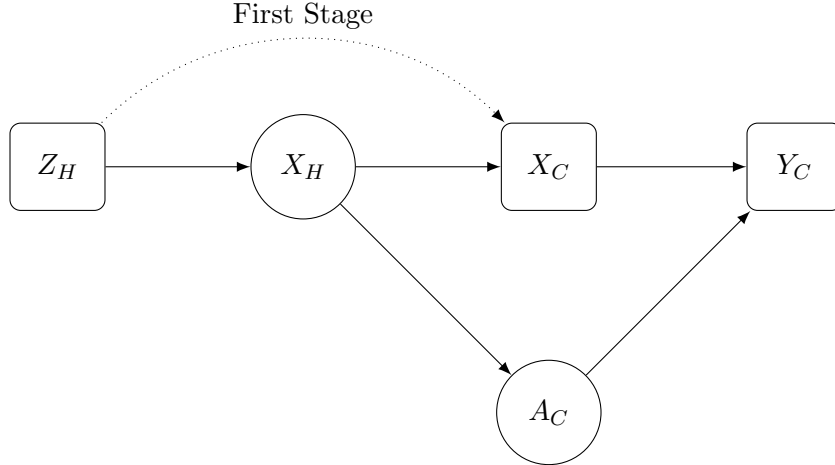 First Stage
Z_H
X_H
X_C
Y_C
A_C